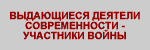 ВЫДАЮЩИЕСЯ ДЕЯТЕЛИ
СОВРЕМЕННОСТИ -
УЧАСТНИКИ ВОЙНЫ